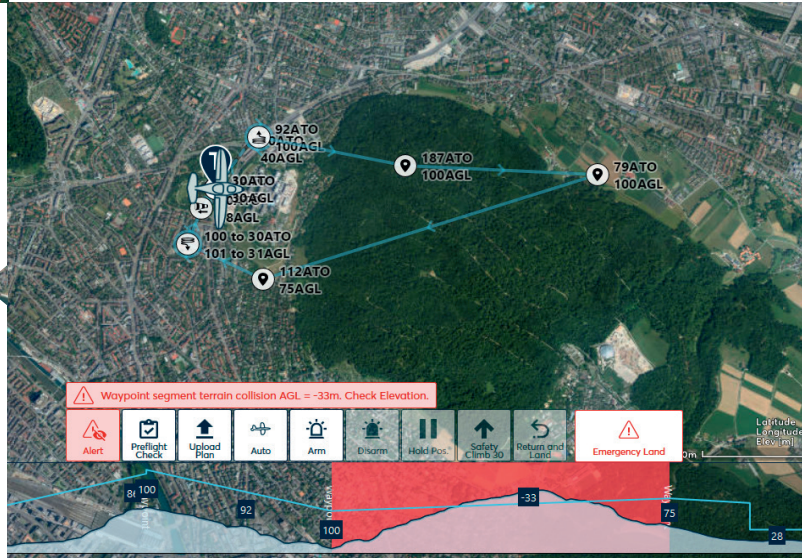 92ATO
100AGL
40AGL
187ATO
100AGL
79ATO
100AGL
30ATO
30AGL
8AGL
100 to 30ATO
101 to 31AGL
112ATO
75AGL
Waypoint segment terrain collision AGL = -33m. Check Elevation.
Alert
Preflight Check
Upload Plan
Auto
Arm
Disarm
Hold Pos.
Safety Climb 30
Return and Land
Emergency Land
Latitude
Longitude
Elev [m]
100
92
100
-33
75
28